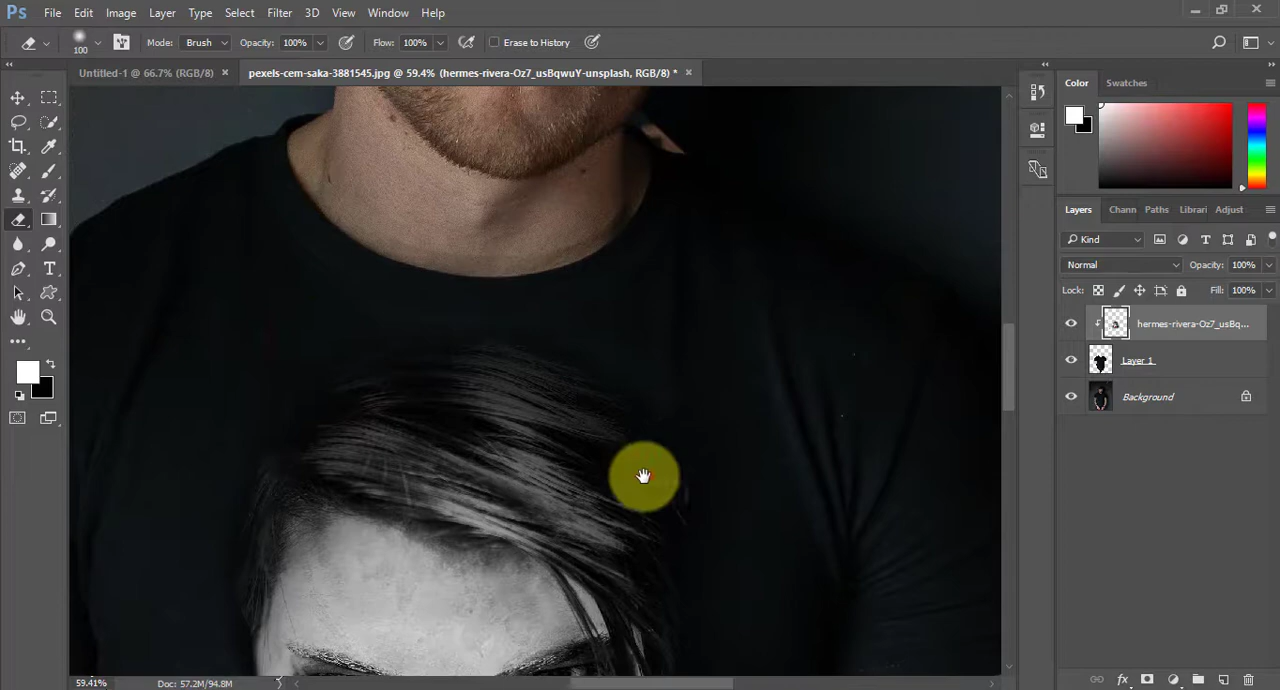 Ps File Edit Image Layer Type Select Filter 3D View Window Help
100 Mode: Brush Opacity: 100% Flow: 100% Erase to History
Untitled-1 @ 66.7% (RGB/8) × pexels-cem-saka-3881545.jpg @ 59.4% (hermes-rivera-Oz7_usBqwuY-unsplash, RGB/8) * ×
Color Swatches
Layers Chann Paths Librari Adjust
Kind
Normal Opacity: 100%
Lock: Fill: 100%
hermes-rivera-Oz7_usBq...
Layer 1
Background
59.41% Doc: 57.2M/94.8M